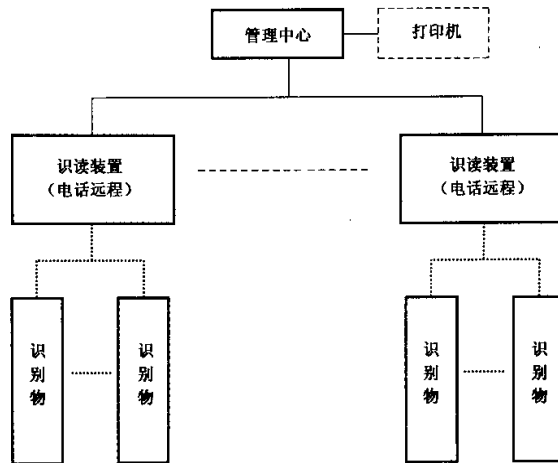 管理中心
打印机
识读装置
（电话远程）
识读装置
（电话远程）
识别物
识别物
识别物
识别物